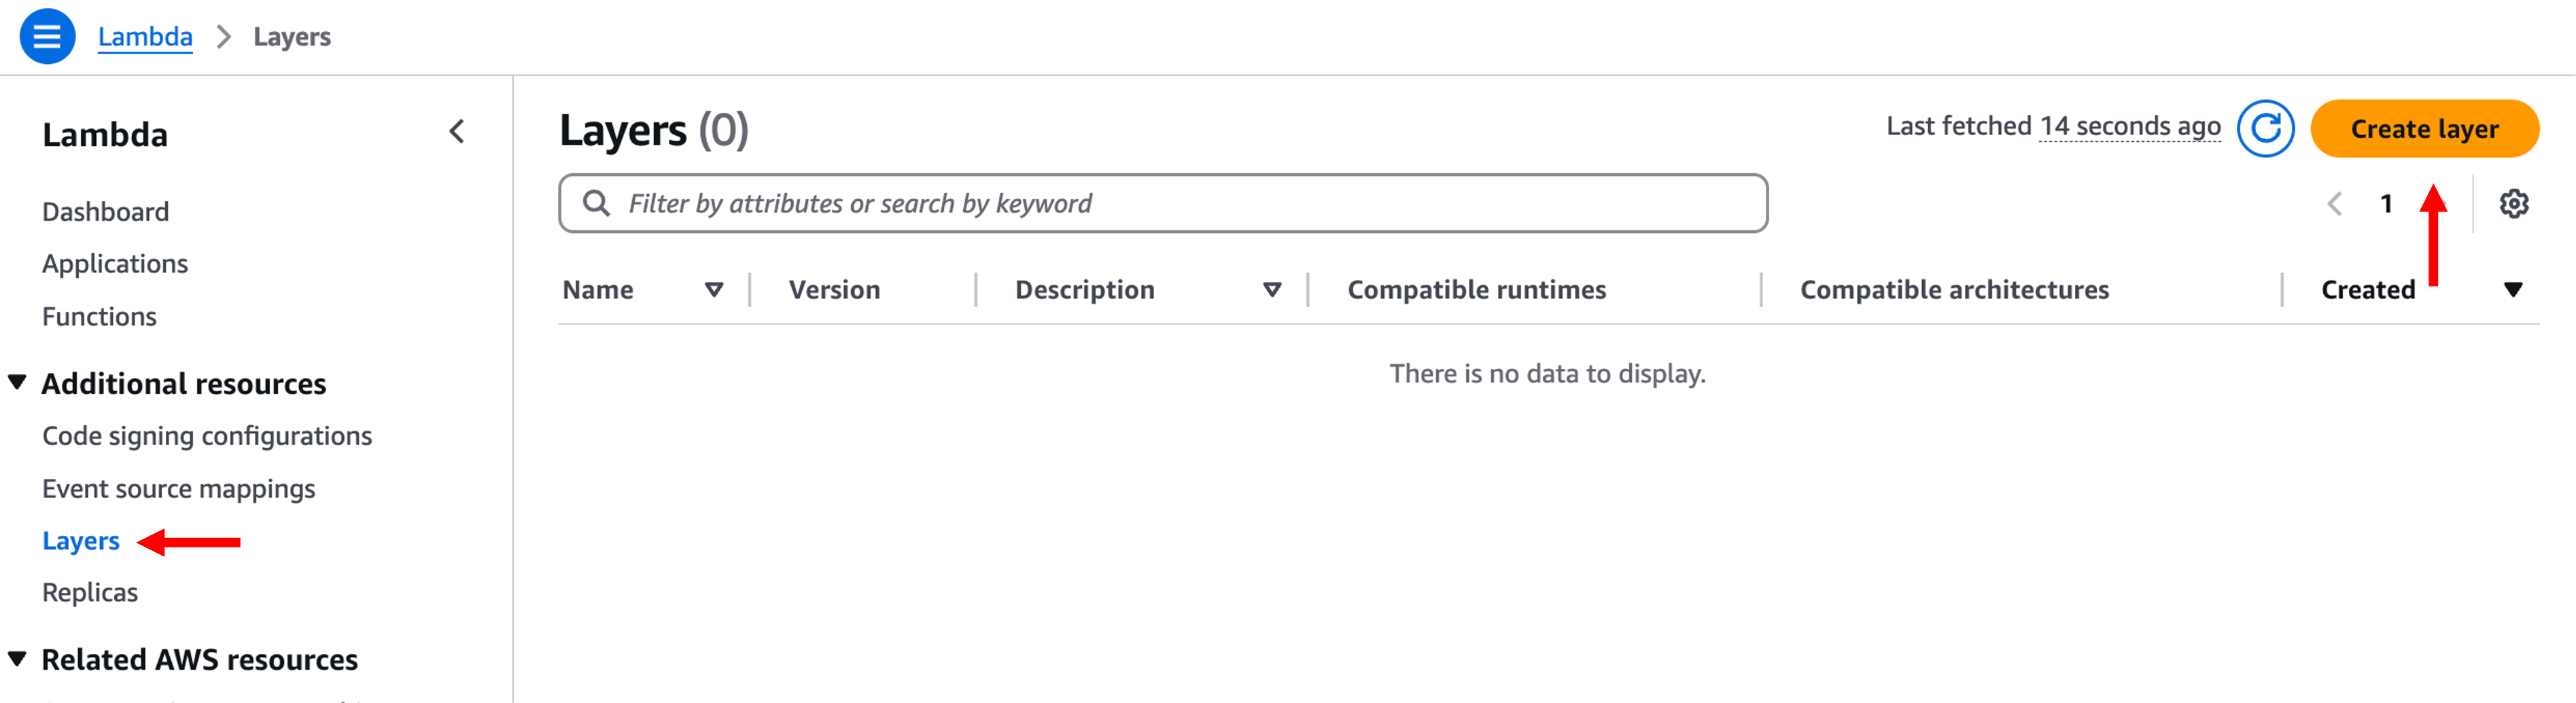 Lambda > Layers
Lambda
Dashboard
Applications
Functions
Additional resources
Code signing configurations
Event source mappings
Layers
Replicas
Related AWS resources
Layers (0)
Last fetched 14 seconds ago
Create layer
Filter by attributes or search by keyword
1
Name
Version
Description
Compatible runtimes
Compatible architectures
Created
There is no data to display.